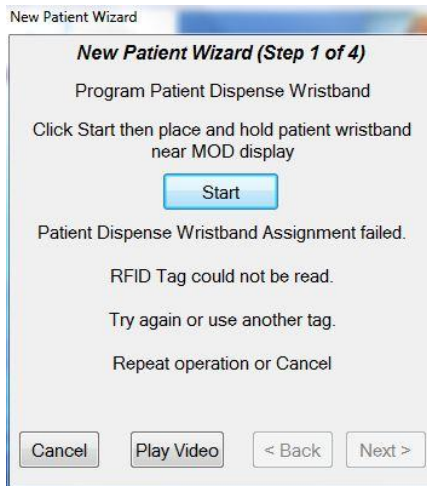 New Patient Wizard
New Patient Wizard (Step 1 of 4)
Program Patient Dispense Wristband
Click Start then place and hold patient wristband
near MOD display
Start
Patient Dispense Wristband Assignment failed.
RFID Tag could not be read.
Try again or use another tag.
Repeat operation or Cancel
Cancel Play Video < Back Next >